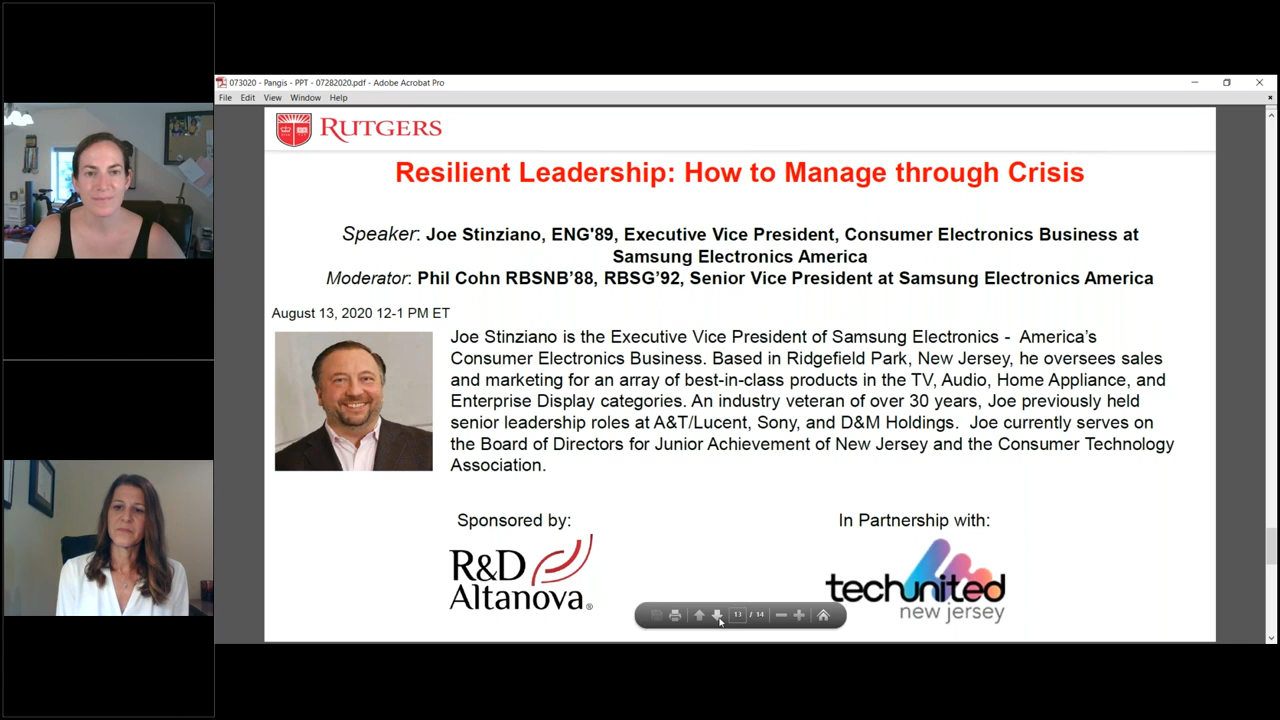 073020 - Pangis - PPT - 07282020.pdf - Adobe Acrobat Pro
File Edit View Window Help
RUTGERS
Resilient Leadership: How to Manage through Crisis
Speaker: Joe Stinziano, ENG'89, Executive Vice President, Consumer Electronics Business at
Samsung Electronics America
Moderator: Phil Cohn RBSNB’88, RBSG’92, Senior Vice President at Samsung Electronics America
August 13, 2020 12-1 PM ET
Joe Stinziano is the Executive Vice President of Samsung Electronics - America’s
Consumer Electronics Business. Based in Ridgefield Park, New Jersey, he oversees sales
and marketing for an array of best-in-class products in the TV, Audio, Home Appliance, and
Enterprise Display categories. An industry veteran of over 30 years, Joe previously held
senior leadership roles at A&T/Lucent, Sony, and D&M Holdings. Joe currently serves on
the Board of Directors for Junior Achievement of New Jersey and the Consumer Technology
Association.
Sponsored by:
In Partnership with:
R&D
Altanova®
techunited
new jersey
13 / 14